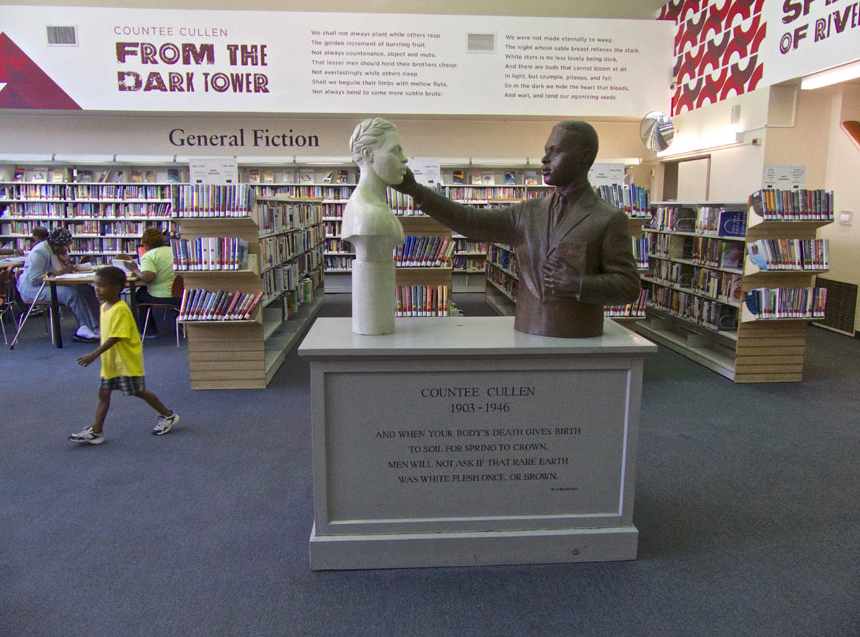 COUNTEE CULLEN
FROM THE
DARK TOWER
We shall not always plant while others reap
The golden increment of bursting fruit,
Not always countenance, abject and mute,
That lesser men should hold their brothers cheap;
Not everlastingly while others sleep
Shall we beguile their limbs with mellow flute,
Not always bend to some more subtle brute;
We were not made eternally to weep.
The night whose sable breast relieves the stark,
White stars is no less lovely being dark,
And there are buds that cannot bloom at all
In light, but crumple, piteous, and fall;
So in the dark we hide the heart that bleeds,
And wait, and tend our agonizing seeds.
OF RIVE
General Fiction
COUNTEE CULLEN
1903 - 1946
AND WHEN YOUR BODY'S DEATH GIVES BIRTH
TO SOIL FOR SPRING TO CROWN,
MEN WILL NOT ASK IF THAT RARE EARTH
WAS WHITE FLESH ONCE, OR BROWN.